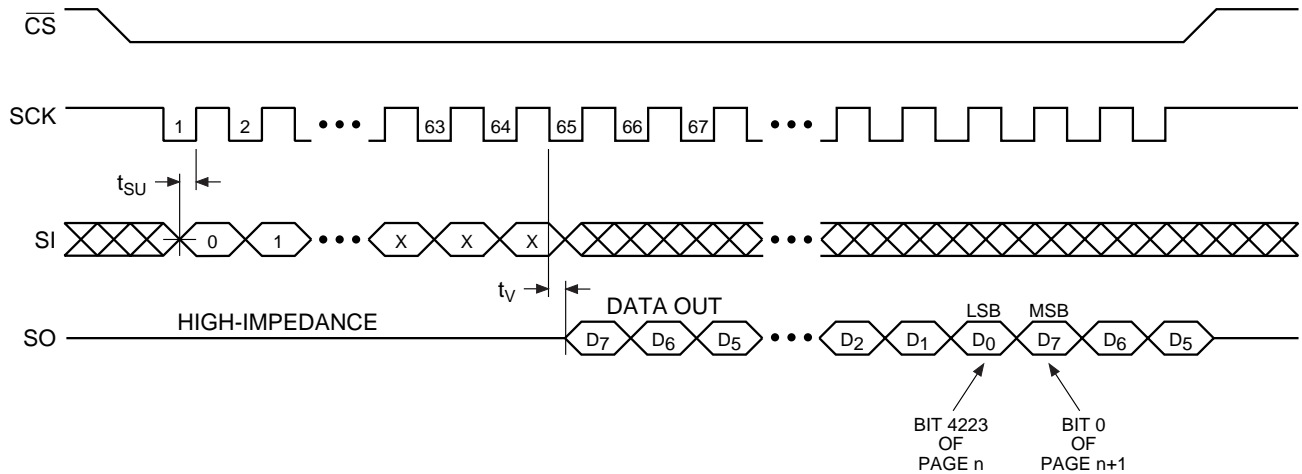 CS
SCK
1 2 63 64 65 66 67
tSU
SI
0 1 X X X
tV
DATA OUT
HIGH-IMPEDANCE
LSB MSB
SO
D7 D6 D5 D2 D1 D0 D7 D6 D5
BIT 4223
OF
PAGE n
BIT 0
OF
PAGE n+1